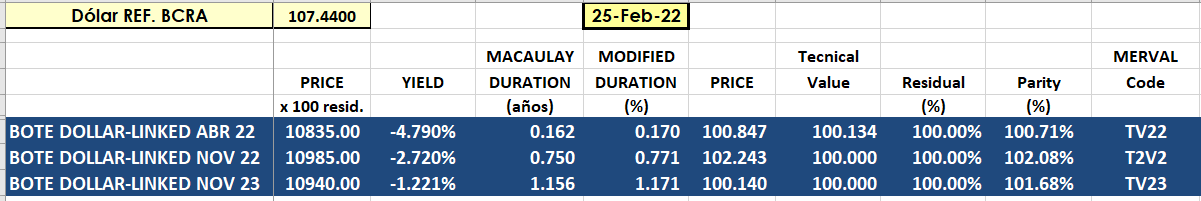 Dólar REF. BCRA 107.4400 25-Feb-22
MACAULAY MODIFIED Tecnical MERVAL
PRICE YIELD DURATION DURATION PRICE Value Residual Parity Code
x 100 resid. (años) (%) (%) (%)
BOTE DOLLAR-LINKED ABR 22 10835.00 -4.790% 0.162 0.170 100.847 100.134 100.00% 100.71% TV22
BOTE DOLLAR-LINKED NOV 22 10985.00 -2.720% 0.750 0.771 102.243 100.000 100.00% 102.08% T2V2
BOTE DOLLAR-LINKED NOV 23 10940.00 -1.221% 1.156 1.171 100.140 100.000 100.00% 101.68% TV23